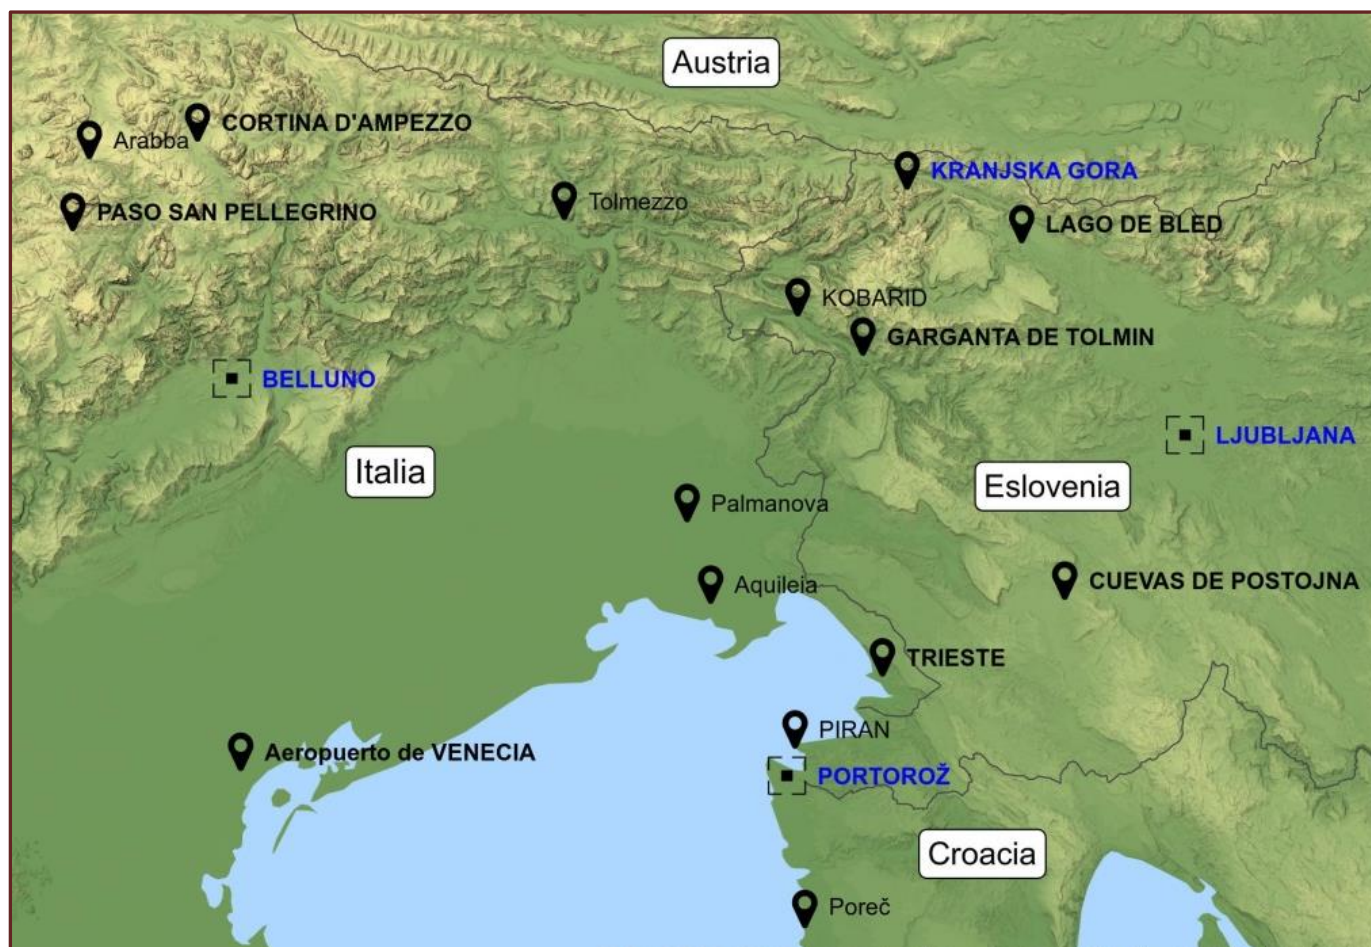 Austria
CORTINA D'AMPEZZO
Arabba
KRANJSKA GORA
PASO SAN PELLEGRINO
Tolmezzo
LAGO DE BLED
KOBARID
GARGANTA DE TOLMIN
BELLUNO
LJUBLJANA
Italia
Eslovenia
Palmanova
CUEVAS DE POSTOJNA
Aquileia
TRIESTE
PIRAN
Aeropuerto de VENECIA
PORTOROŽ
Croacia
Poreč